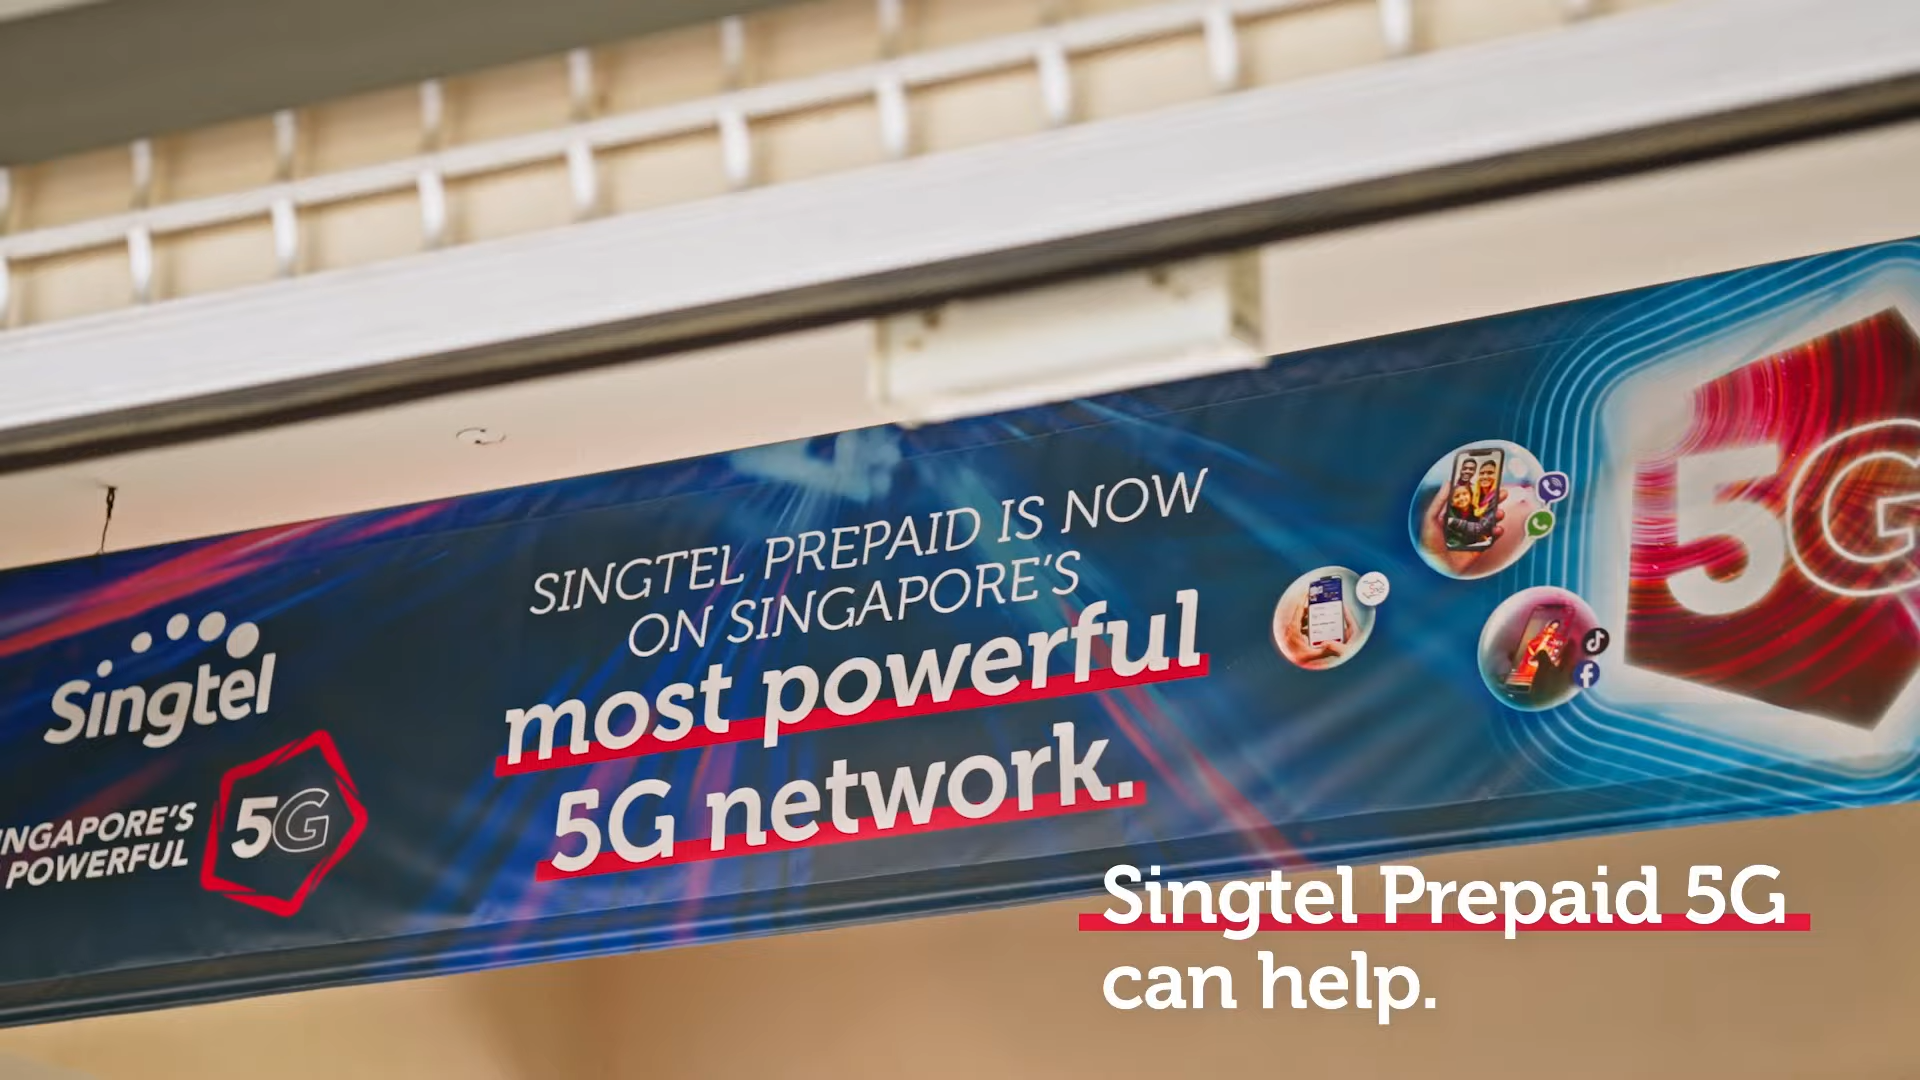 Singtel
INGAPORE'S
POWERFUL
5G
SINGTEL PREPAID IS NOW
ON SINGAPORE'S
most powerful
5G network.
5G
Singtel Prepaid 5G
can help.